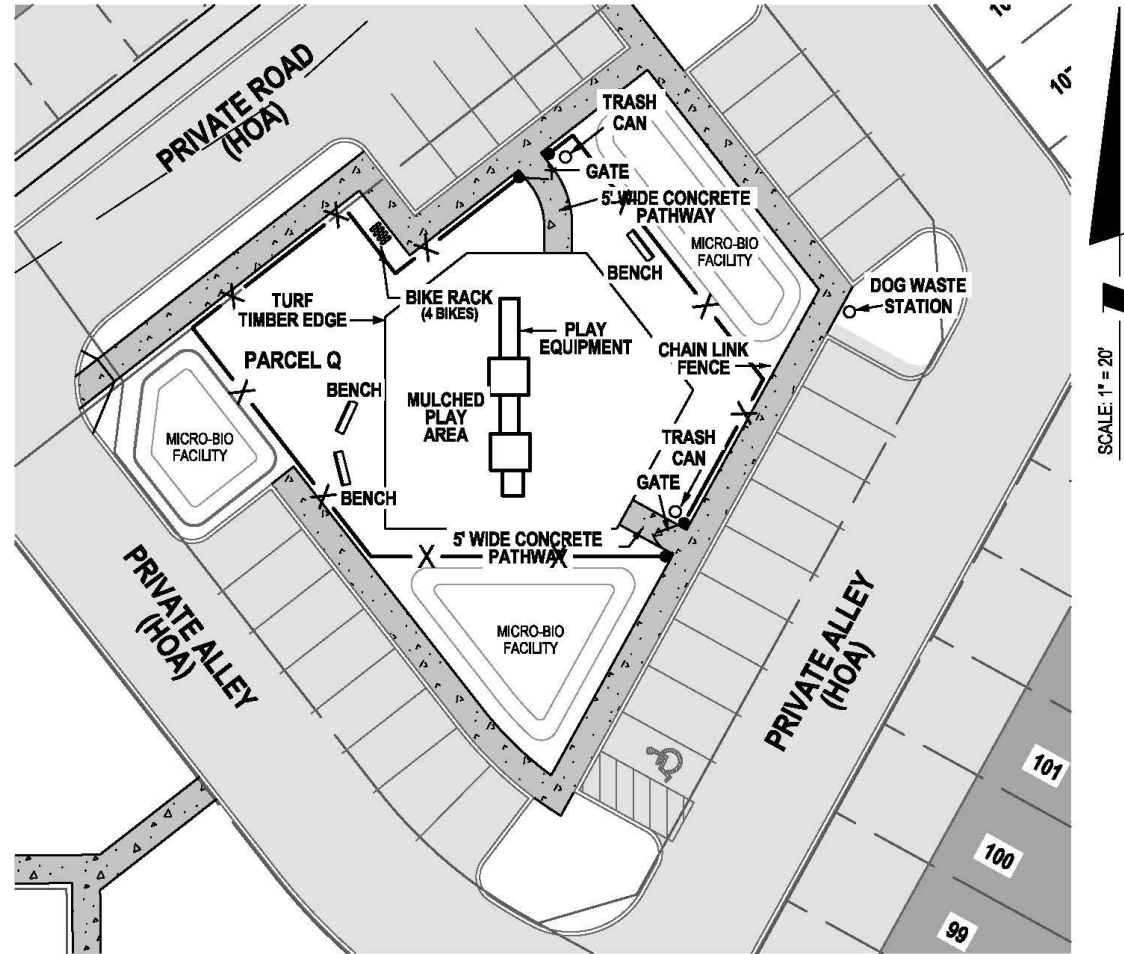 PRIVATE ROAD
(HOA)
TRASH
CAN
GATE
5' WIDE CONCRETE
PATHWAY
MICRO-BIO
FACILITY
BENCH
DOG WASTE
STATION
TURF
TIMBER EDGE
BIKE RACK
(4 BIKES)
PLAY
EQUIPMENT
CHAIN LINK
FENCE
PARCEL Q
BENCH
MULCHED
PLAY
AREA
MICRO-BIO
FACILITY
TRASH
CAN
GATE
BENCH
5' WIDE CONCRETE
PATHWAY
MICRO-BIO
FACILITY
PRIVATE ALLEY
(HOA)
PRIVATE ALLEY
(HOA)
101
100
99
SCALE: 1" = 20'